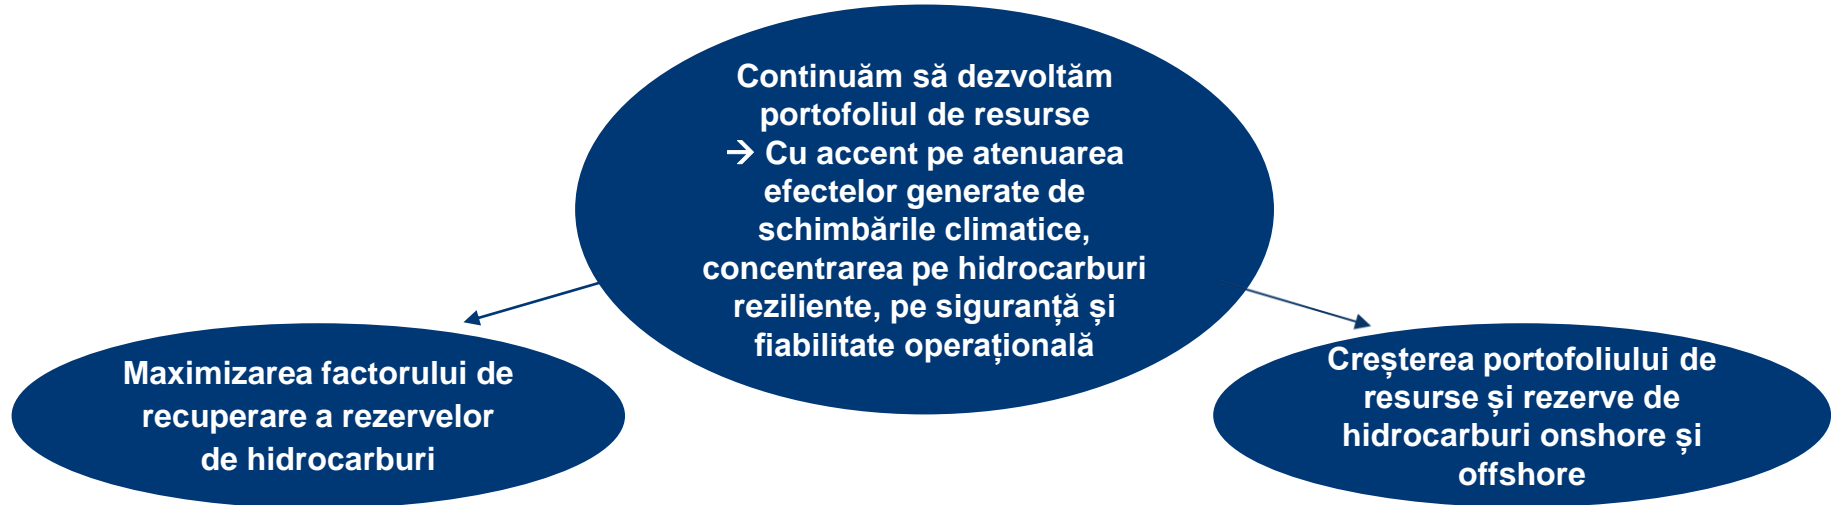 Continuăm să dezvoltăm
portofoliul de resurse
→ Cu accent pe atenuarea
efectelor generate de
schimbările climatice,
concentrarea pe hidrocarburi
reziliente, pe siguranță și
fiabilitate operațională
Maximizarea factorului de
recuperare a rezervelor
de hidrocarburi
Creșterea portofoliului de
resurse și rezerve de
hidrocarburi onshore și
offshore